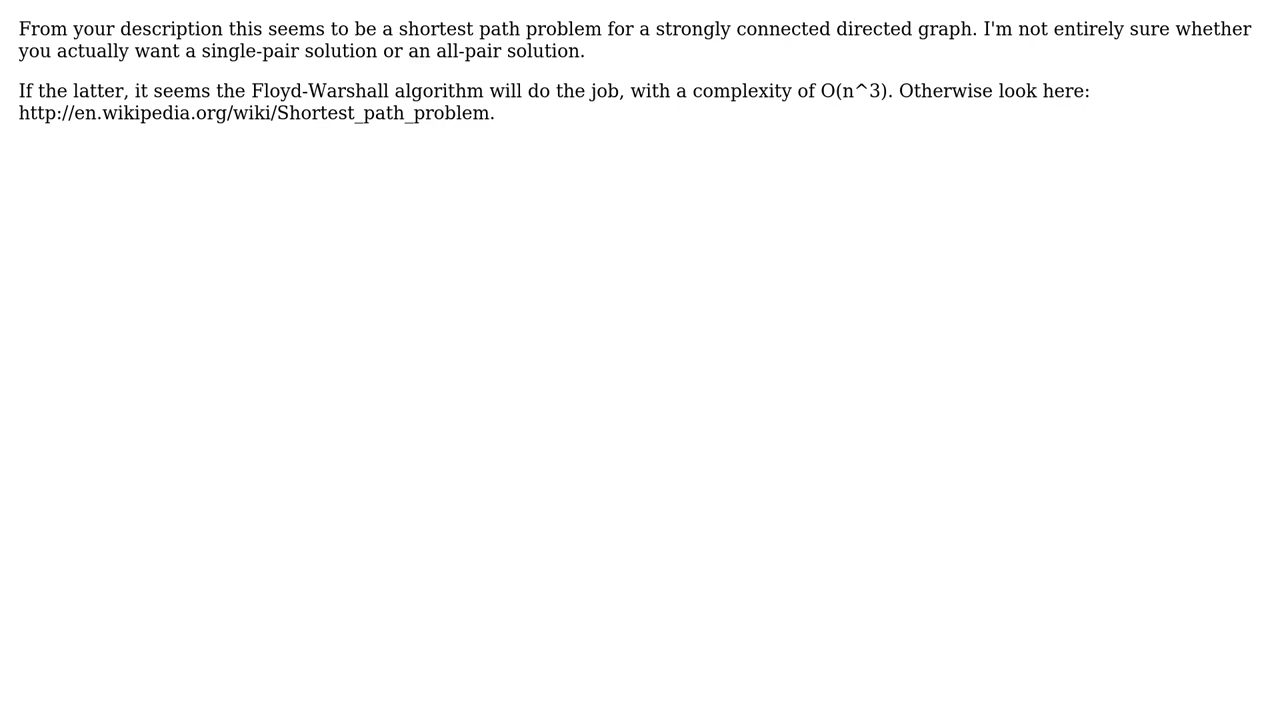 From your description this seems to be a shortest path problem for a strongly connected directed graph. I'm not entirely sure whether
you actually want a single-pair solution or an all-pair solution.
If the latter, it seems the Floyd-Warshall algorithm will do the job, with a complexity of O(n^3). Otherwise look here:
http://en.wikipedia.org/wiki/Shortest_path_problem.